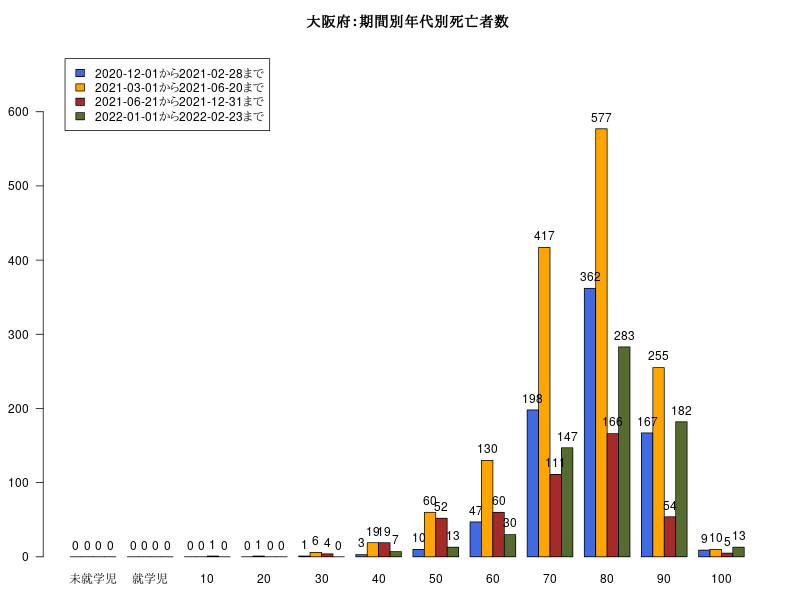 大阪府：期間別年代別死亡者数
2020-12-01から2021-02-28まで
2021-03-01から2021-06-20まで
2021-06-21から2021-12-31まで
2022-01-01から2022-02-23まで
600
500
400
300
200
100
0
0 0 0 0
0 0 0 0
0 0 1 0
0 1 0 0
1 6 4 0
3 19 19 7
10 60 52 13
47 130 60 30
198 417 111 147
362 577 166 283
167 255 54 182
9 10 5 13
未就学児 就学児 10 20 30 40 50 60 70 80 90 100